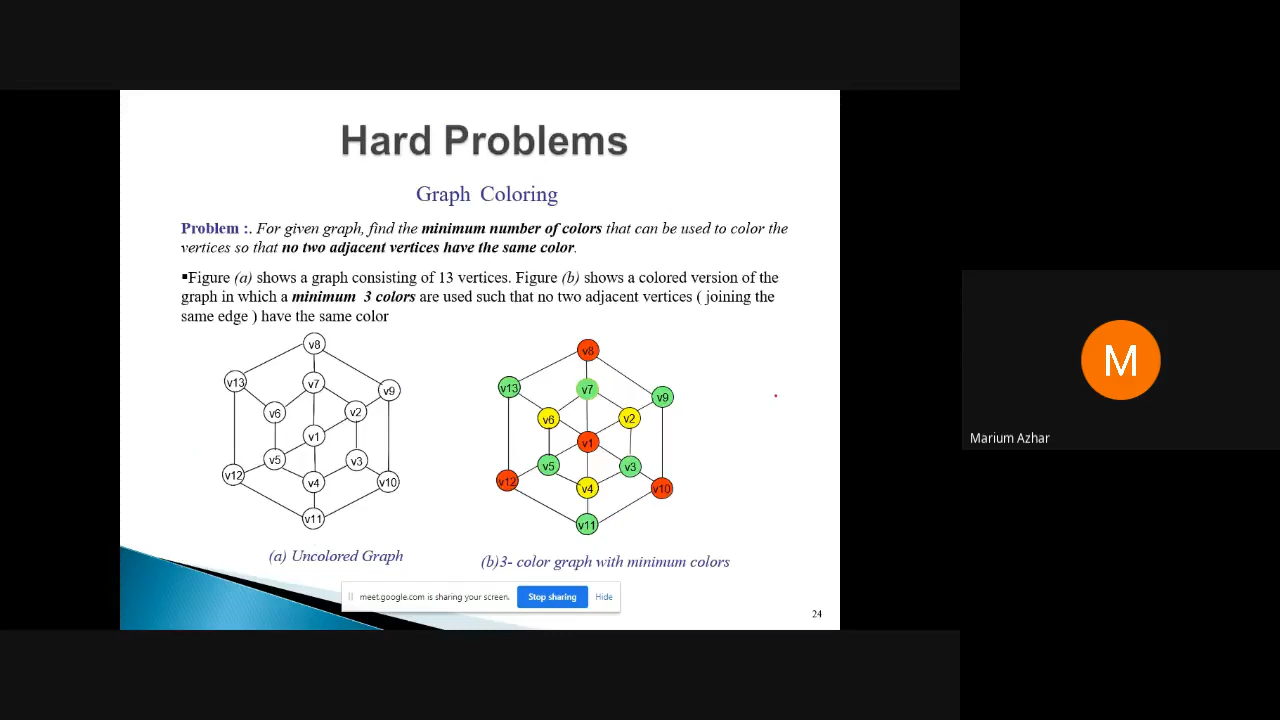 Hard Problems
Graph Coloring
Problem :. For given graph, find the minimum number of colors that can be used to color the
vertices so that no two adjacent vertices have the same color.
▪Figure (a) shows a graph consisting of 13 vertices. Figure (b) shows a colored version of the
graph in which a minimum 3 colors are used such that no two adjacent vertices ( joining the
same edge ) have the same color
v8
v13
v7
v9
v6
v2
v1
v5
v3
v12
v4
v10
v11
v8
v13
v7
v9
v6
v2
v1
v5
v3
v12
v4
v10
v11
(a) Uncolored Graph
(b)3- color graph with minimum colors
meet.google.com is sharing your screen.
Stop sharing
Hide
24
M
Marium Azhar